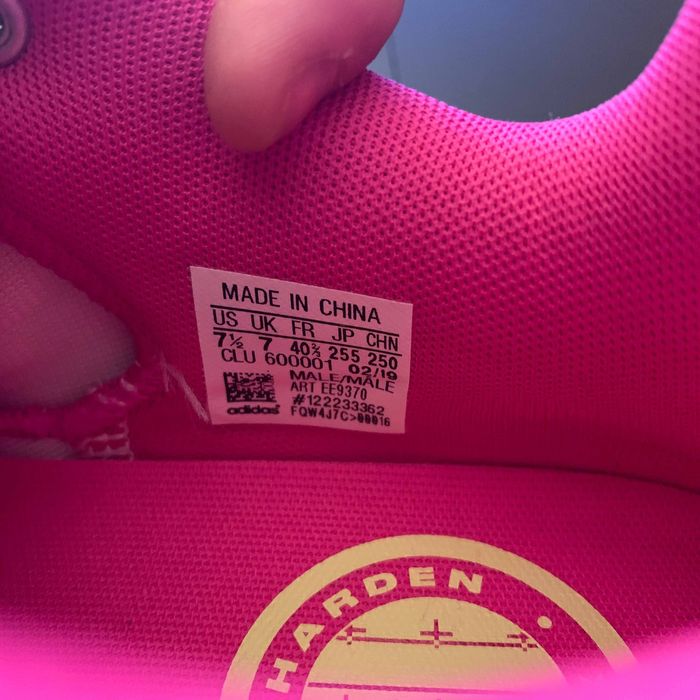 MADE IN CHINA
US UK FR JP CHN
7½ 7 40⅔ 255 250
CLU 600001 02/19
MALE/MÂLE
ART EE9370
#122233362
adidas FQW4J7C>00016
HARDEN